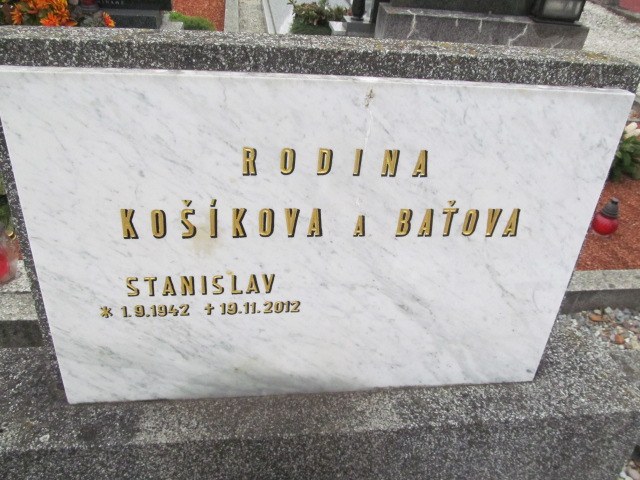 RODINA
KOŠÍKOVA A BAŤOVA
STANISLAV
* 1.9.1942 † 19.11.2012